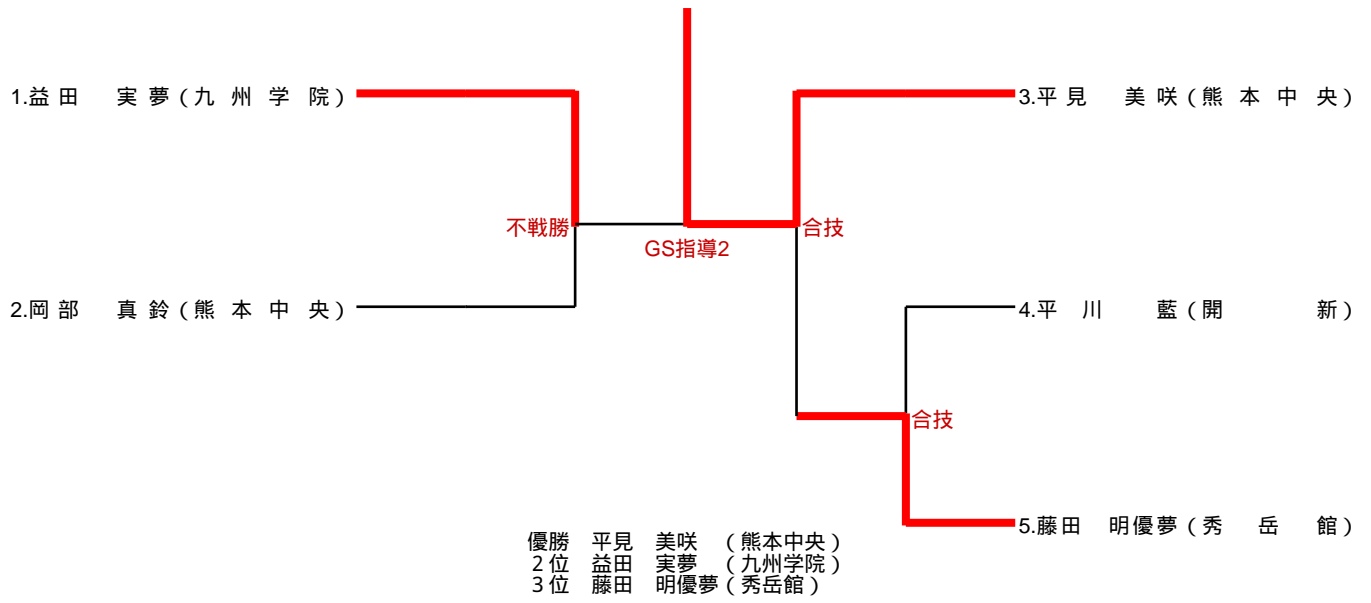 1.益田 実夢(九州学院)
3.平見 美咲(熊本中央)
不戦勝
合技
GS指導2
2.岡部 真鈴(熊本中央)
4.平川 藍(開 新)
合技
5.藤田 明優夢(秀岳館)
優勝 平見 美咲 (熊本中央)
2位 益田 実夢 (九州学院)
3位 藤田 明優夢(秀岳館)